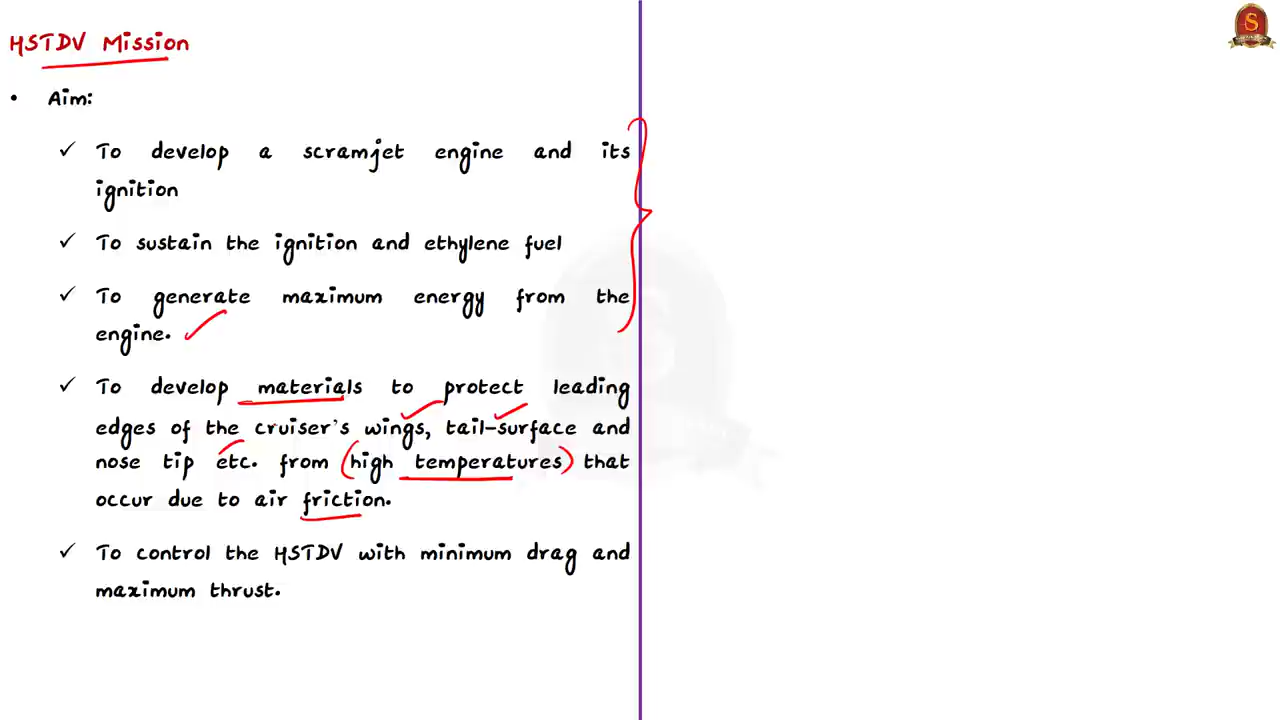 HSTDV Mission
• Aim:
✓ To develop a scramjet engine and its
ignition
✓ To sustain the ignition and ethylene fuel
✓ To generate maximum energy from the
engine.
✓ To develop materials to protect leading
edges of the cruiser's wings, tail-surface and
nose tip etc. from (high temperatures) that
occur due to air friction.
✓ To control the HSTDV with minimum drag and
maximum thrust.
S